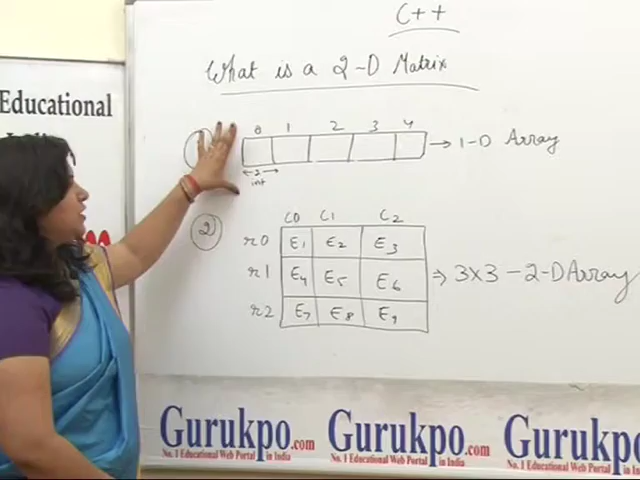 C++
What is a 2-D Matrix
Educational
0 1 2 3 4
1-D Array
2
int
2
C0 C1 C2
r0 E1 E2 E3
r1 E4 E5 E6
3X3 - 2-D Array
r2 E7 E8 E9
Gurukpo.com Gurukpo.com Gurukpo
No. 1 Educational Web Portal in India No. 1 Educational Web Portal in India No. 1 Educational Web Portal in India